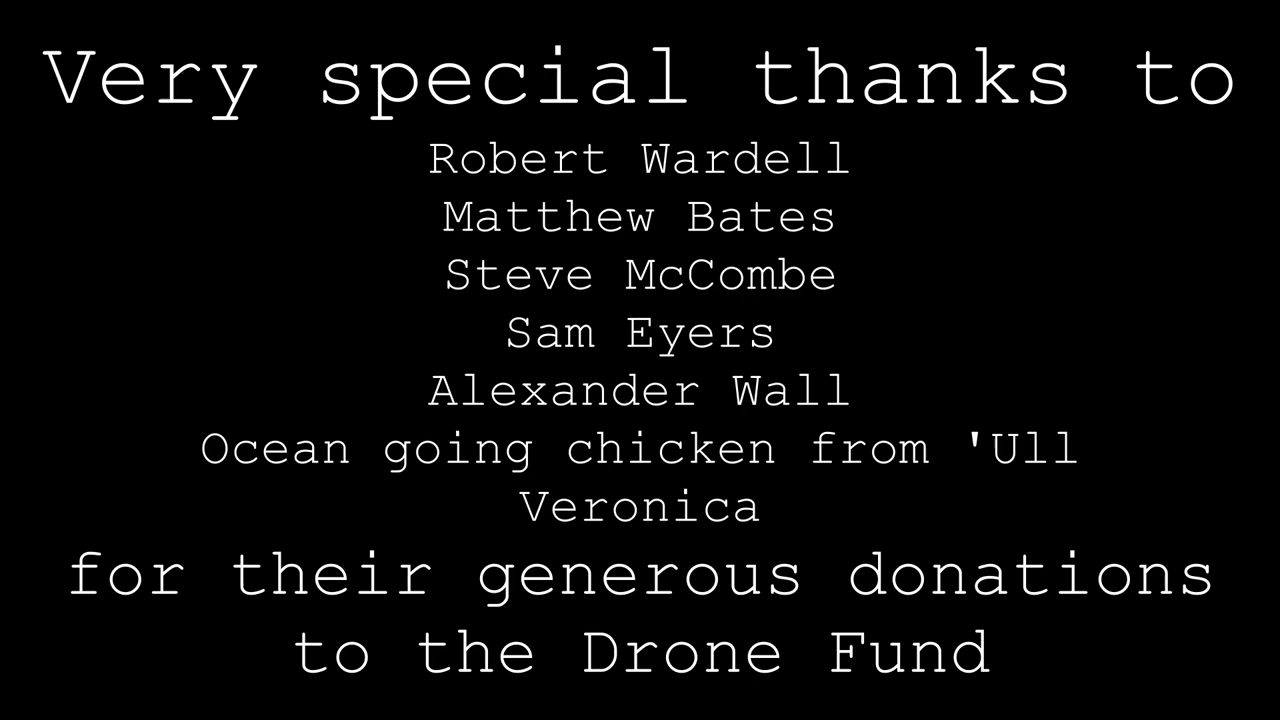 Very special thanks to
Robert Wardell
Matthew Bates
Steve McCombe
Sam Eyers
Alexander Wall
Ocean going chicken from 'Ull
Veronica
for their generous donations
to the Drone Fund